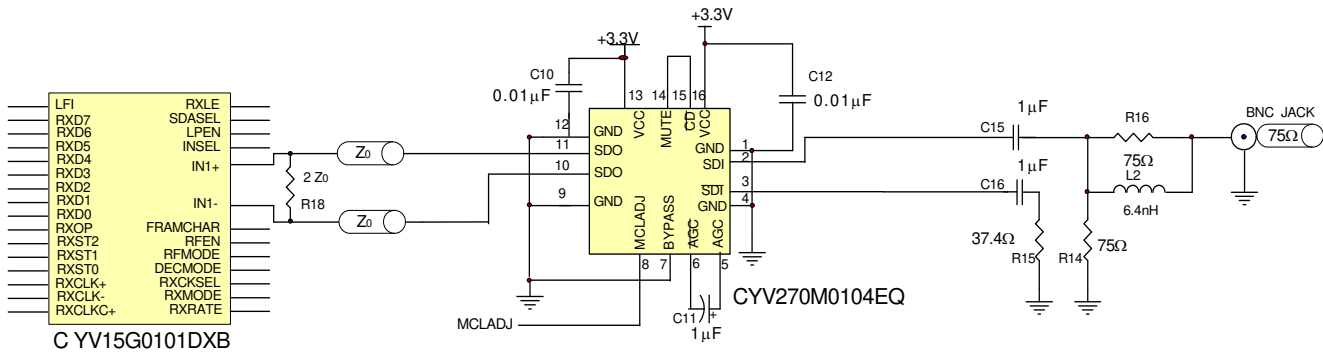 +3.3V
+3.3V
C10
0.01µF
C12
0.01µF
13
14
15
16
VCC
MUTE
CD
VCC
12
GND
11
SDO
10
SDO
9
GND
GND
1
SDI
2
SDI
3
GND
4
MCLADJ
BYPASS
AGC
AGC
8
7
6
5
CYV270M0104EQ
C11
+
1µF
MCLADJ
LFI
RXD7
RXD6
RXD5
RXD4
RXD3
RXD2
RXD1
RXD0
RXOP
RXST2
RXST1
RXST0
RXCLK+
RXCLK-
RXCLKC+
RXLE
SDASEL
LPEN
INSEL
IN1+
IN1-
FRAMCHAR
RFEN
RFMODE
DECMODE
RXCKSEL
RXMODE
RXRATE
C YV15G0101DXB
2 Z0
R18
Z0
Z0
1µF
C15
1µF
C16
37.4Ω
R15
75Ω
R14
R16
75Ω
L2
6.4nH
BNC JACK
75Ω